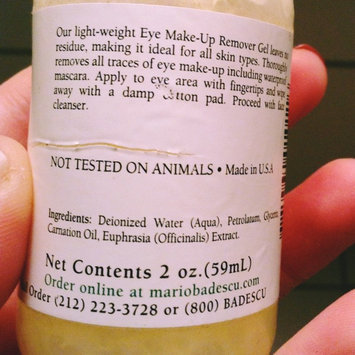 Our light-weight Eye Make-Up Remover Gel leaves no
residue, making it ideal for all skin types. Thoroughly
removes all traces of eye make-up including waterproof
mascara. Apply to eye area with fingertips and wipe
away with a damp cotton pad. Proceed with
cleanser.
NOT TESTED ON ANIMALS • Made in U.S.A
Ingredients: Deionized Water (Aqua), Petrolatum,
Carnation Oil, Euphrasia (Officinalis) Extract.
Net Contents 2 oz.(59mL)
Order online at mariobadescu.com
Order (212) 223-3728 or (800) BADESCU